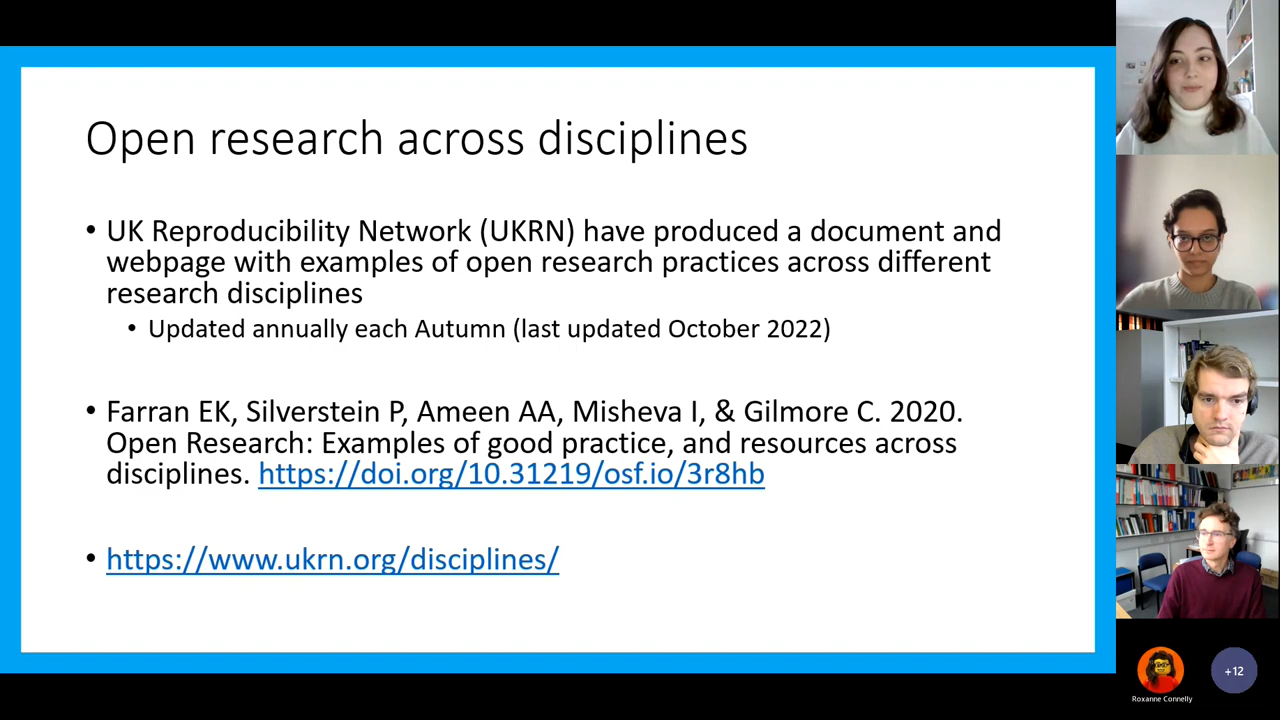 Open research across disciplines
• UK Reproducibility Network (UKRN) have produced a document and
webpage with examples of open research practices across different
research disciplines
• Updated annually each Autumn (last updated October 2022)
• Farran EK, Silverstein P, Ameen AA, Misheva I, & Gilmore C. 2020.
Open Research: Examples of good practice, and resources across
disciplines. https://doi.org/10.31219/osf.io/3r8hb
• https://www.ukrn.org/disciplines/
+12
Roxanne Connelly